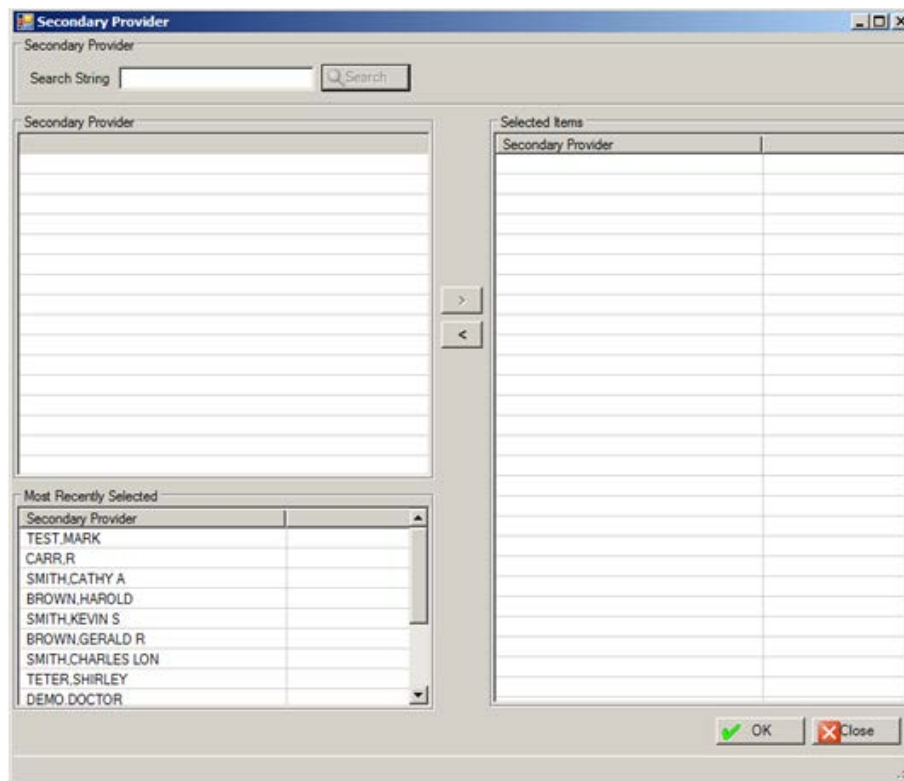 Secondary Provider
Secondary Provider
Search String
Search
Secondary Provider
Selected Items
Secondary Provider
>
<
Most Recently Selected
Secondary Provider
TEST,MARK
CARR,R
SMITH,CATHY A
BROWN,HAROLD
SMITH,KEVIN S
BROWN,GERALD R
SMITH,CHARLES LON
TETER,SHIRLEY
DEMO,DOCTOR
OK
Close